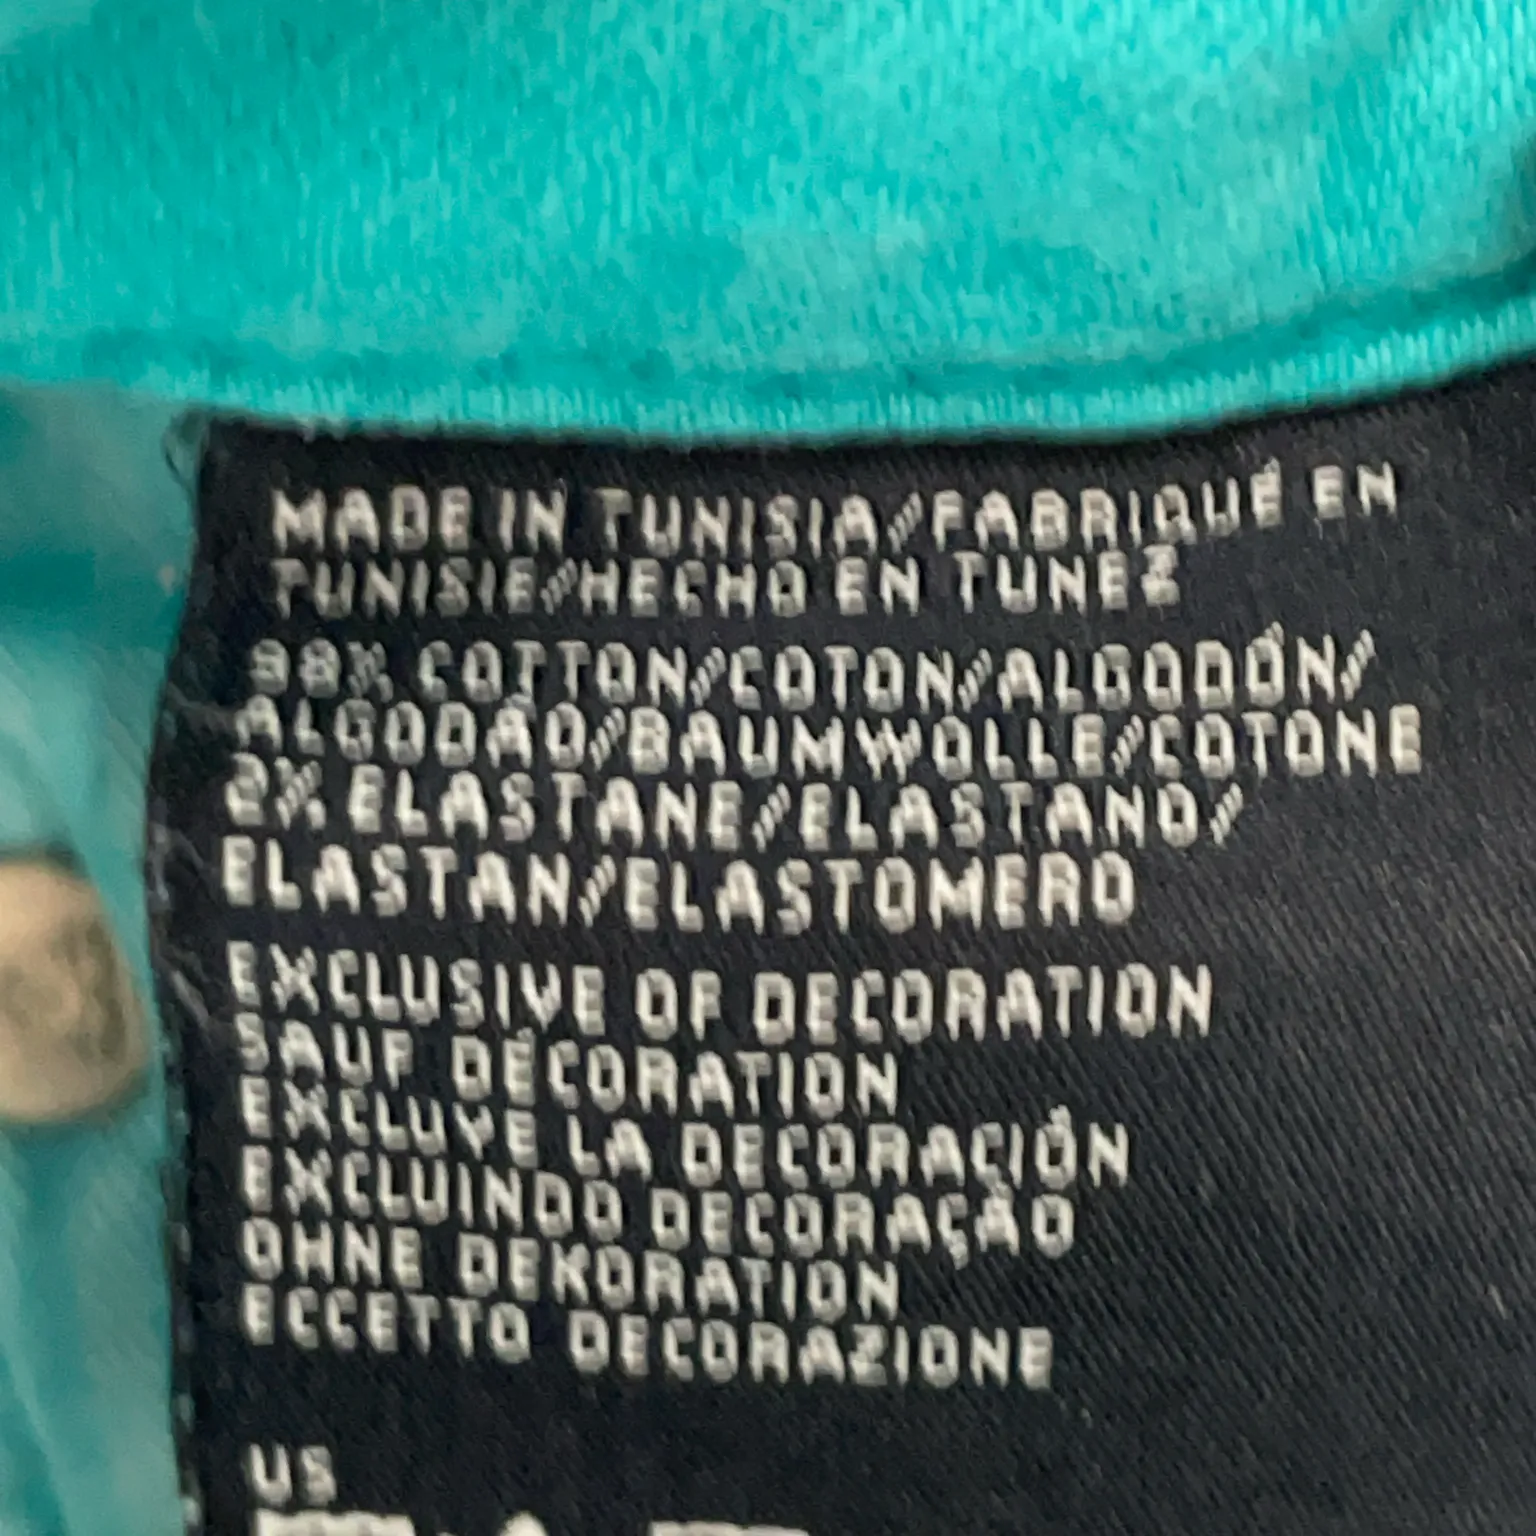 MADE IN TUNISIA/FABRIQUÉ EN
TUNISIE/HECHO EN TUNEZ
98% COTTON/COTON/ALGODÓN/
ALGODÃO/BAUMWOLLE/COTONE
2% ELASTANE/ELASTANO/
ELASTAN/ELASTOMERO
EXCLUSIVE OF DECORATION
SAUF DÉCORATION
EXCLUYE LA DECORACIÓN
EXCLUINDO DECORAÇÃO
OHNE DEKORATION
ECCETTO DECORAZIONE
US